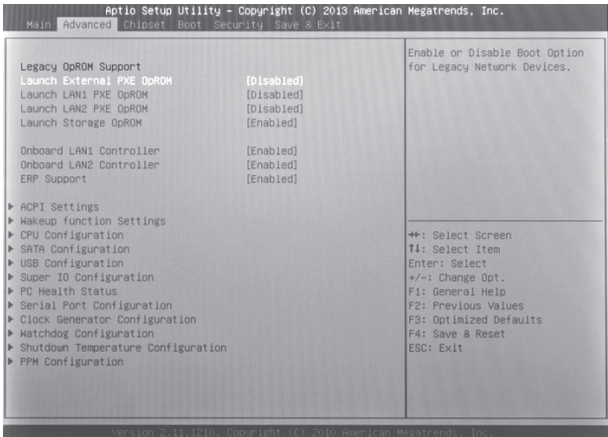 Aptio Setup Utility – Copyright (C) 2013 American Megatrends, Inc.
Main Advanced Chipset Boot Security Save & Exit
Enable or Disable Boot Option
for Legacy Network Devices.
Legacy OpROM Support
Launch External PXE OpROM [Disabled]
Launch LAN1 PXE OpROM [Disabled]
Launch LAN2 PXE OpROM [Disabled]
Launch Storage OpROM [Enabled]
Onboard LAN1 Controller [Enabled]
Onboard LAN2 Controller [Enabled]
ERP Support [Enabled]
ACPI Settings
Wakeup function Settings
CPU Configuration
SATA Configuration
USB Configuration
Super IO Configuration
PC Health Status
Serial Port Configuration
Clock Generator Configuration
Watchdog Configuration
Shutdown Temperature Configuration
PPM Configuration
→←: Select Screen
↑↓: Select Item
Enter: Select
+/-: Change Opt.
F1: General Help
F2: Previous Values
F3: Optimized Defaults
F4: Save & Reset
ESC: Exit
Version 2.11.1210. Copyright (C) 2010 American Megatrends, Inc.